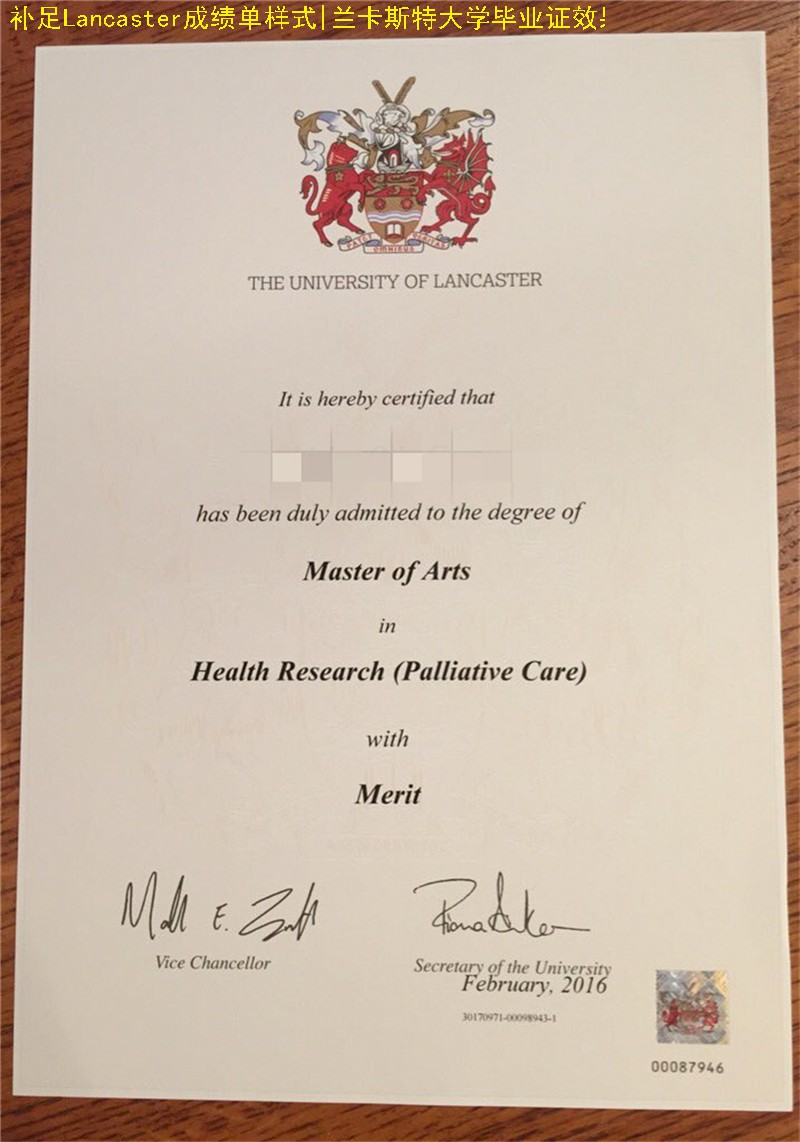 补足Lancaster成绩单样式|兰卡斯特大学毕业证效!
PATET OMNIBUS VERITAS
THE UNIVERSITY OF LANCASTER
It is hereby certified that
has been duly admitted to the degree of
Master of Arts
in
Health Research (Palliative Care)
with
Merit
Vice Chancellor
Secretary of the University
February, 2016
30170971-00098943-1
00087946